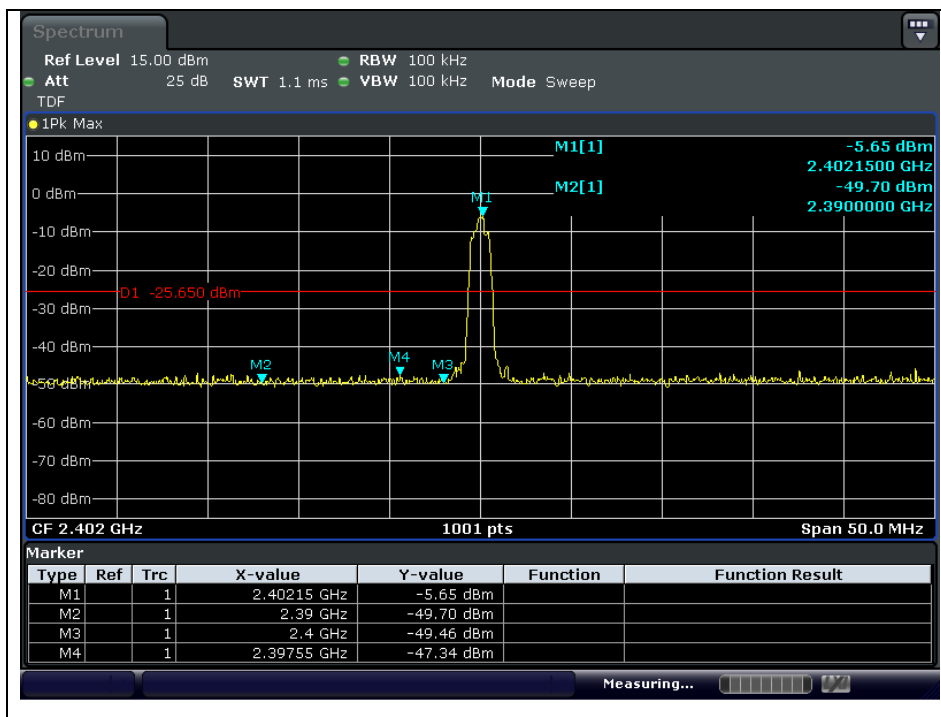 Spectrum
Ref Level 15.00 dBm RBW 100 kHz
Att 25 dB SWT 1.1 ms VBW 100 kHz Mode Sweep
TDF
1Pk Max
M1[1] -5.65 dBm
2.4021500 GHz
M2[1] -49.70 dBm
2.3900000 GHz
10 dBm
0 dBm
M1
-10 dBm
-20 dBm
D1 -25.650 dBm
-30 dBm
-40 dBm
M2 M4 M3
-50 dBm
-60 dBm
-70 dBm
-80 dBm
CF 2.402 GHz 1001 pts Span 50.0 MHz
Marker
Type Ref Trc X-value Y-value Function Function Result
M1 1 2.40215 GHz -5.65 dBm
M2 1 2.39 GHz -49.70 dBm
M3 1 2.4 GHz -49.46 dBm
M4 1 2.39755 GHz -47.34 dBm
Measuring...